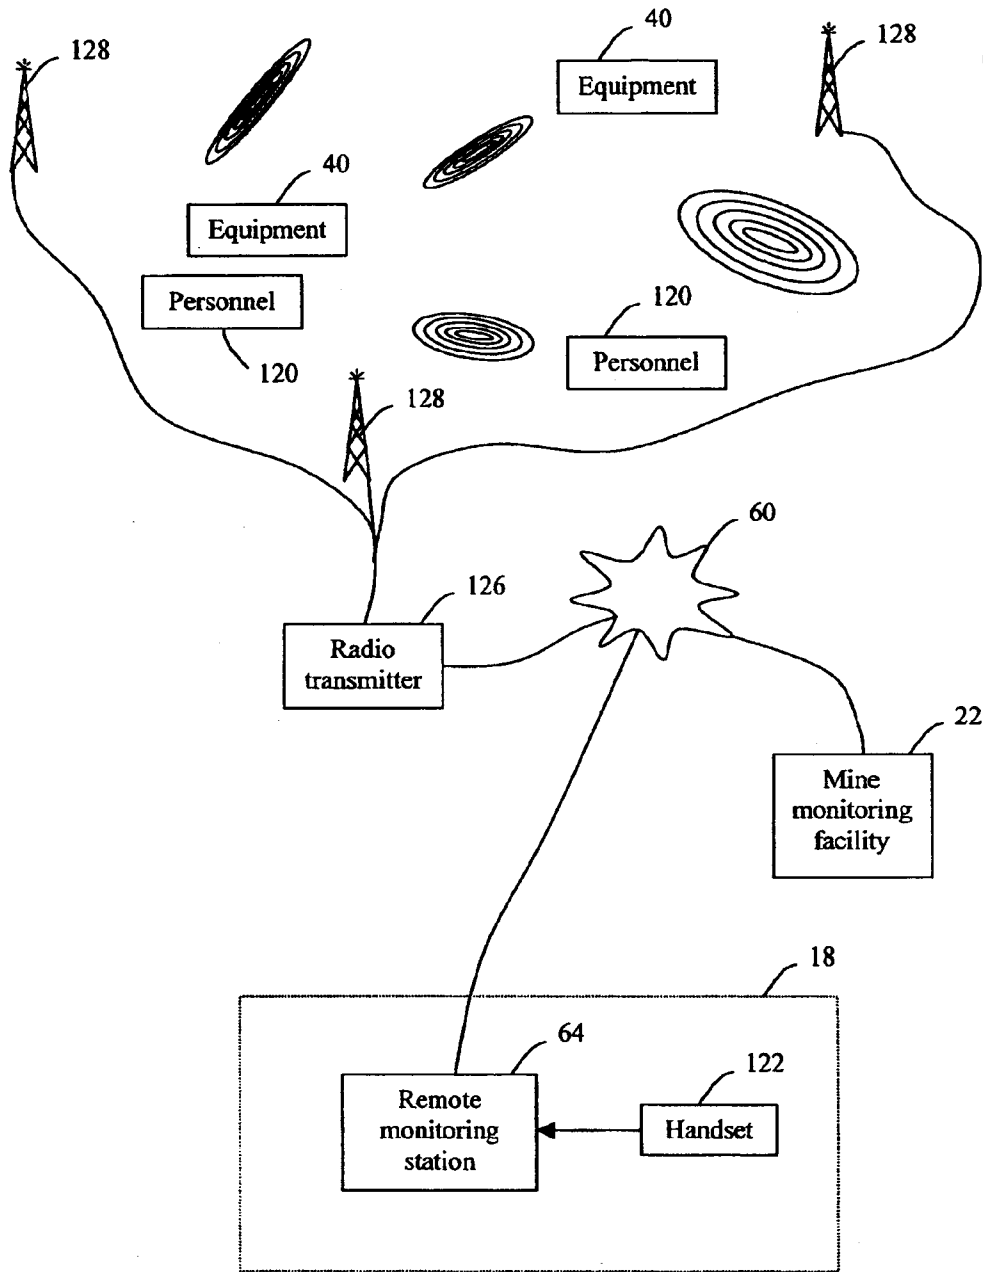 128
40
Equipment
128
40
Equipment
Personnel
120
120
Personnel
128
60
126
Radio
transmitter
22
Mine
monitoring
facility
18
64
Remote
monitoring
station
122
Handset